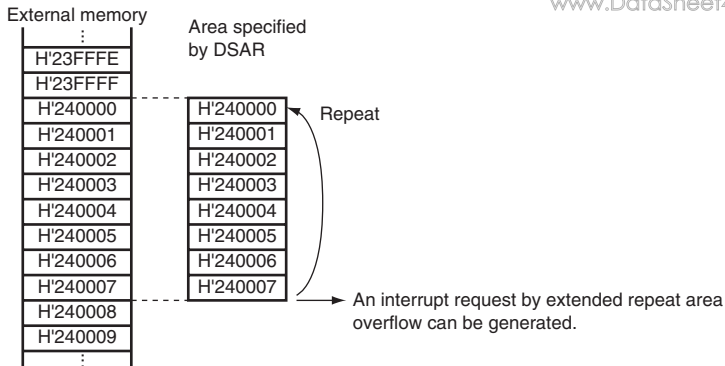 www.DataSheet4
External memory
Area specified
by DSAR
⋮
H'23FFFE
H'23FFFF
H'240000
H'240001
H'240002
H'240003
H'240004
H'240005
H'240006
H'240007
H'240008
H'240009
⋮
H'240000
H'240001
H'240002
H'240003
H'240004
H'240005
H'240006
H'240007
Repeat
An interrupt request by extended repeat area
overflow can be generated.